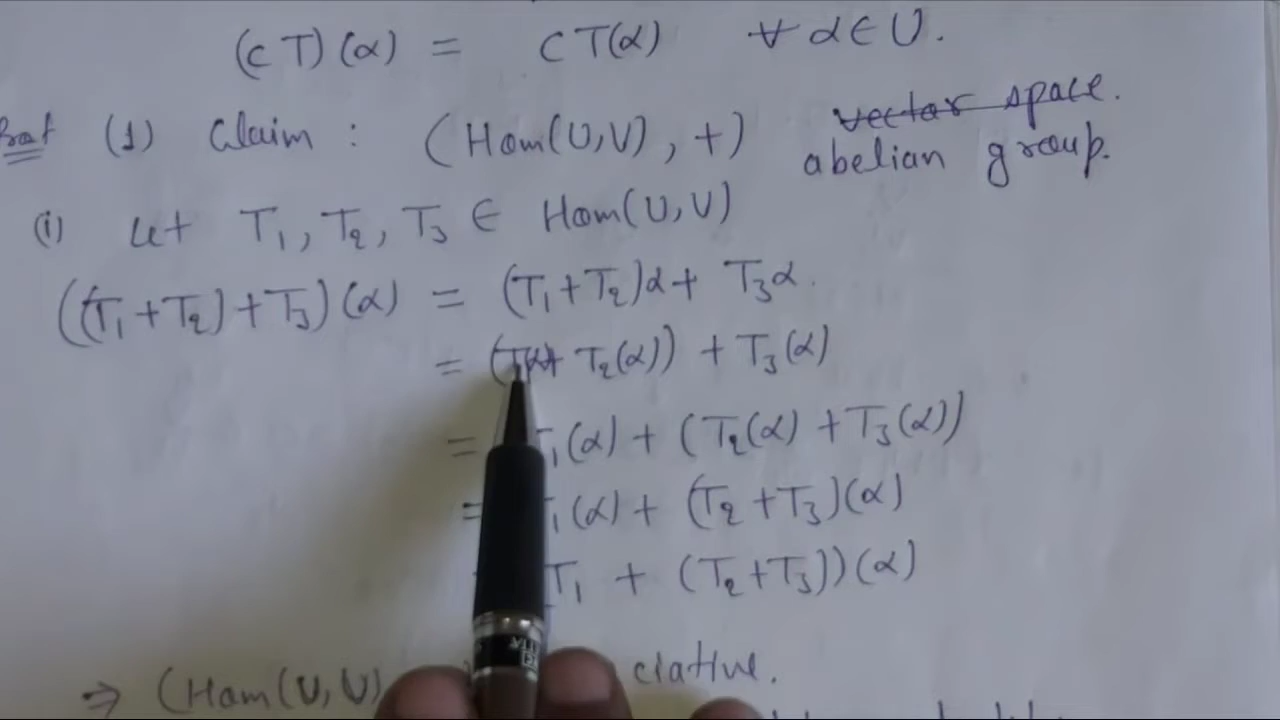 (cT)(α) = cT(α) ∀ α∈U.
(1) Claim : (Hom(U,V), +) vector space.
abelian group.
(i) Let T₁, T₂, T₃ ∈ Hom(U,V)
((T₁+T₂)+T₃)(α) = (T₁+T₂)α + T₃α.
= (T₁(α)+ T₂(α)) + T₃(α)
= T₁(α) + (T₂(α) + T₃(α))
= T₁(α) + (T₂+T₃)(α)
T₁ + (T₂+T₃))(α)
⇒ (Hom(U,V) ciative.